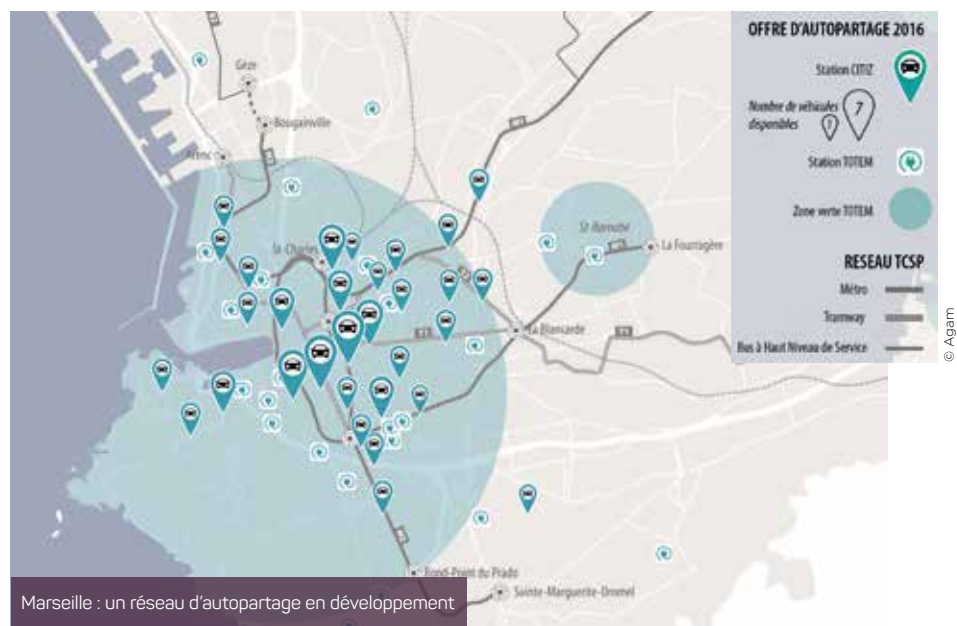 OFFRE D'AUTOPARTAGE 2016
Station CITIZ
Nombre de véhicules
disponibles
7
1
Station TOTEM
Zone verte TOTEM
RESEAU TCSP
Métro
Tramway
Bus à Haut Niveau de Service
© Agam
Gèze
Bougainville
Arenc
St-Charles
St-Barnabé
La Fourragère
La Blancarde
Rond-Point du Prado
Sainte-Marguerite-Dromel
Marseille : un réseau d'autopartage en développement